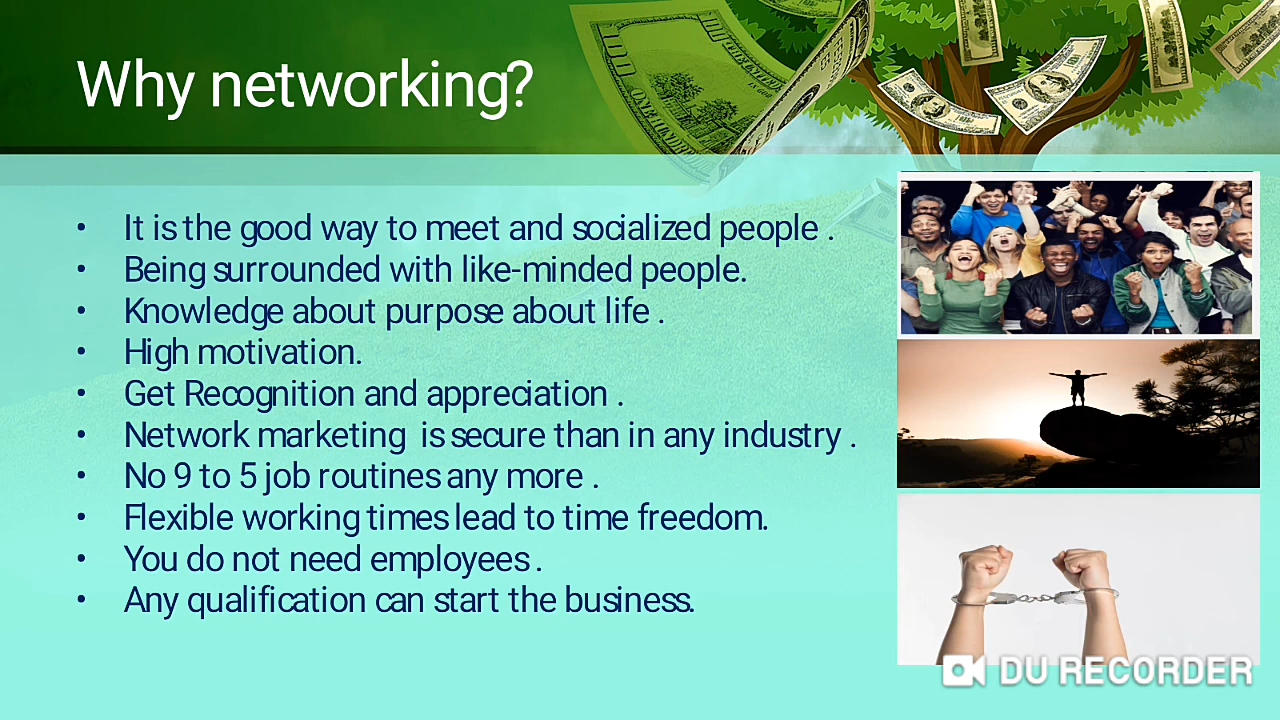 Why networking?
• It is the good way to meet and socialized people .
• Being surrounded with like-minded people.
• Knowledge about purpose about life .
• High motivation.
• Get Recognition and appreciation .
• Network marketing is secure than in any industry .
• No 9 to 5 job routines any more .
• Flexible working times lead to time freedom.
• You do not need employees .
• Any qualification can start the business.
DU RECORDER